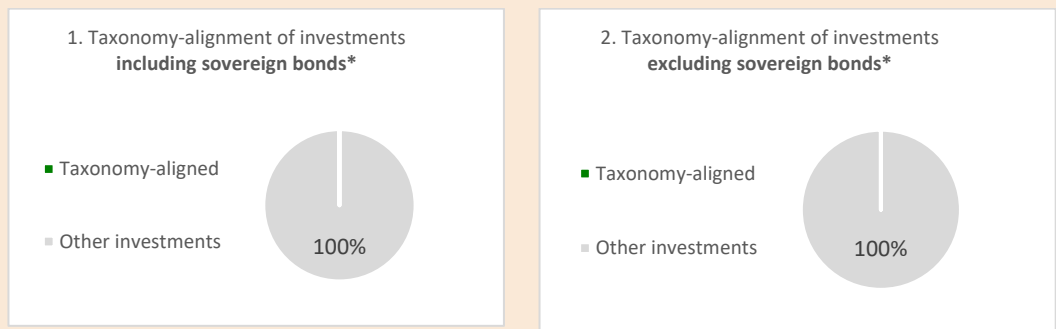 1. Taxonomy-alignment of investments
including sovereign bonds*
Taxonomy-aligned
Other investments
100%
2. Taxonomy-alignment of investments
excluding sovereign bonds*
Taxonomy-aligned
Other investments
100%